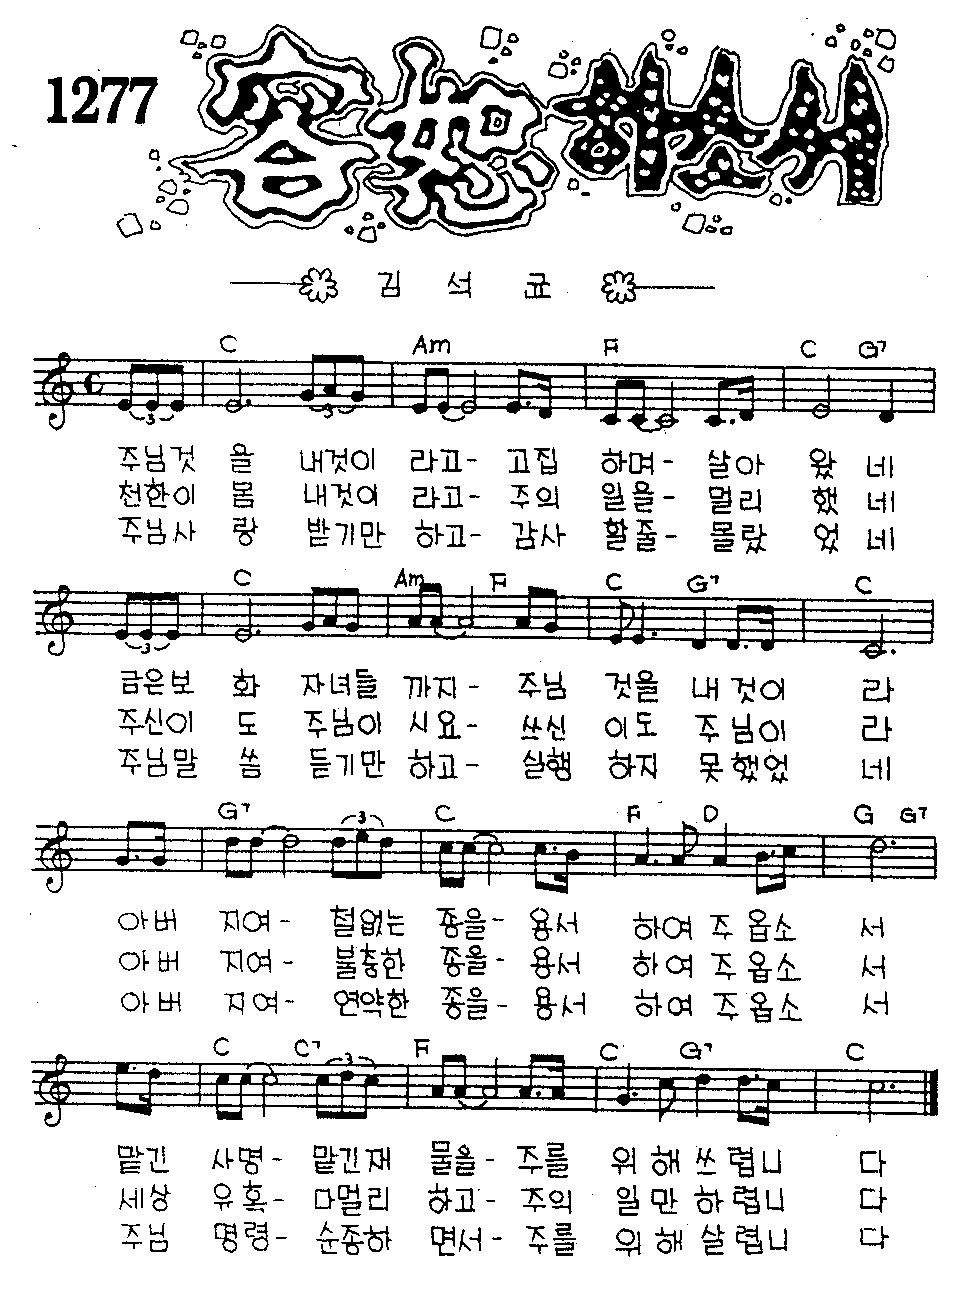 1277
容恕하소서
김 석 균
C Am F C G7
3 3 3
주님것 을 내것이 라고- 고집 하며- 살아 왔 네
천한이 몸 내것이 라고- 주의 일을- 멀리 했 네
주님사 랑 받기만 하고- 감사 할줄- 몰랐 었 네
C Am F C G7 C
3
금은보 화 자녀들 까지- 주님 것을 내 것이 라
주신이 도 주님이 시요- 쓰신 이도 주 님이 라
주님말 씀 듣기만 하고- 실행 하지 못했었 네
G7 C F D G G7
3
아버 지여- 철없는 종을- 용서 하여 주 옵소 서
아버 지여- 불충한 종을- 용서 하여 주 옵소 서
아버 지여- 연약한 종을- 용서 하여 주 옵소 서
C C7 F C G7 C
3
맡긴 사명- 맡긴재 물을- 주를 위 해 쓰 렵니 다
세상 유혹- 다멀리 하고- 주의 일 만 하 렵니 다
주님 명령- 순종하 면서- 주를 위 해 살 렵니 다